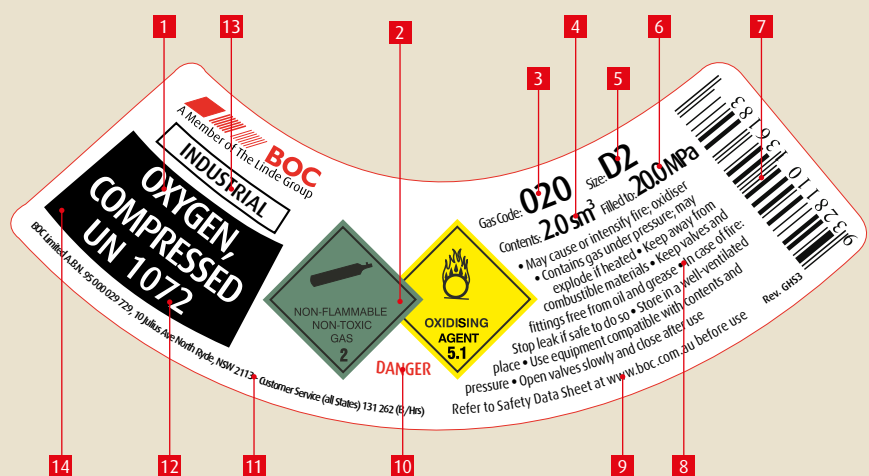 1
13
2
3
4
5
6
7
BOC
A Member of The Linde Group
INDUSTRIAL
OXYGEN,
COMPRESSED
UN 1072
BOC Limited A.B.N. 95 000 029 729, 10 Julius Ave North Ryde, NSW 2113 • Customer Service (all States) 131 262 (B/Hrs)
NON-FLAMMABLE
NON-TOXIC
GAS
2
OXIDISING
AGENT
5.1
DANGER
Gas Code: 020 Size: D2
Contents: 2.0 sm³ Filled to: 20.0 MPa
• May cause or intensify fire; oxidiser
• Contains gas under pressure; may
explode if heated • Keep away from
combustible materials • Keep valves and
fittings free from oil and grease • In case of fire:
Stop leak if safe to do so • Store in a well-ventilated
place • Use equipment compatible with contents and
pressure • Open valves slowly and close after use
Refer to Safety Data Sheet at www.boc.com.au before use
9328110136183
Rev. GHS3
14
12
11
10
9
8